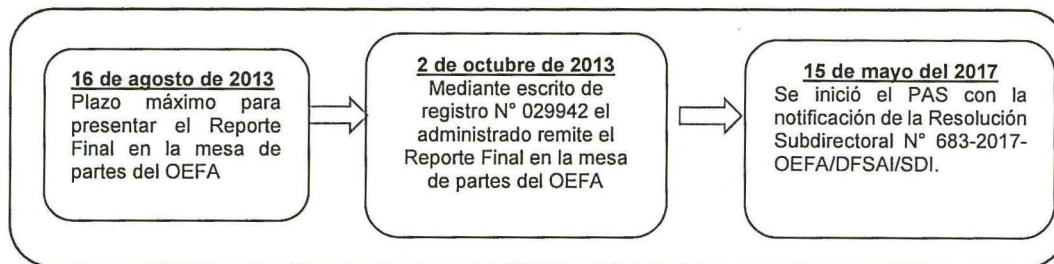 16 de agosto de 2013
Plazo máximo para
presentar el Reporte
Final en la mesa de
partes del OEFA
2 de octubre de 2013
Mediante escrito de
registro N° 029942 el
administrado remite el
Reporte Final en la mesa
de partes del OEFA
15 de mayo del 2017
Se inició el PAS con la
notificación de la Resolución
Subdirectoral N° 683-2017-
OEFA/DFSAI/SDI.